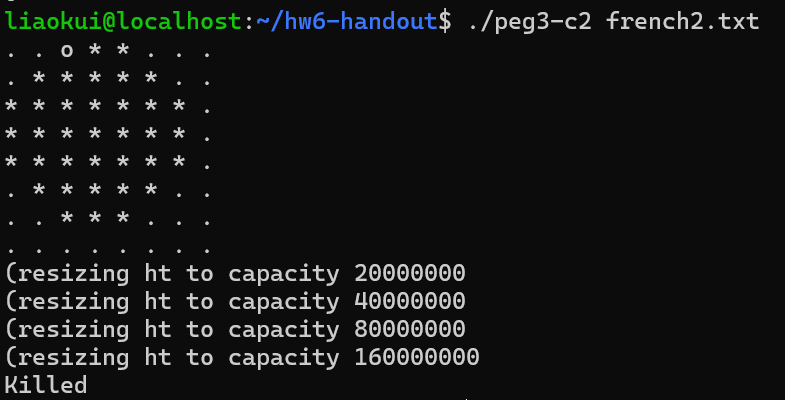 liaokui@localhost:~/hw6-handout$ ./peg3-c2 french2.txt
. . o * * . . .
. * * * * * . .
* * * * * * * .
* * * * * * * .
* * * * * * * .
. * * * * * . .
. . * * * . . .
. . . . . . . .
(resizing ht to capacity 20000000
(resizing ht to capacity 40000000
(resizing ht to capacity 80000000
(resizing ht to capacity 160000000
Killed